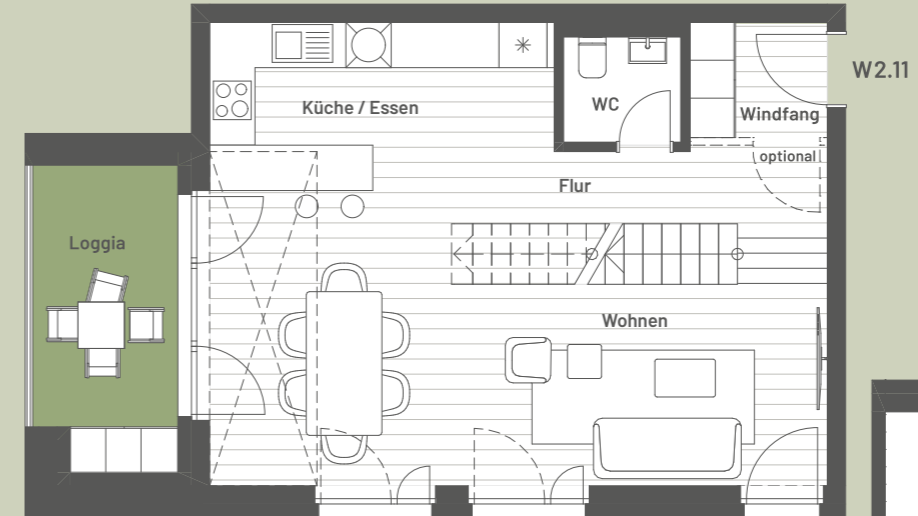 W2.11
Küche / Essen
WC
Windfang
optional
Flur
Loggia
Wohnen